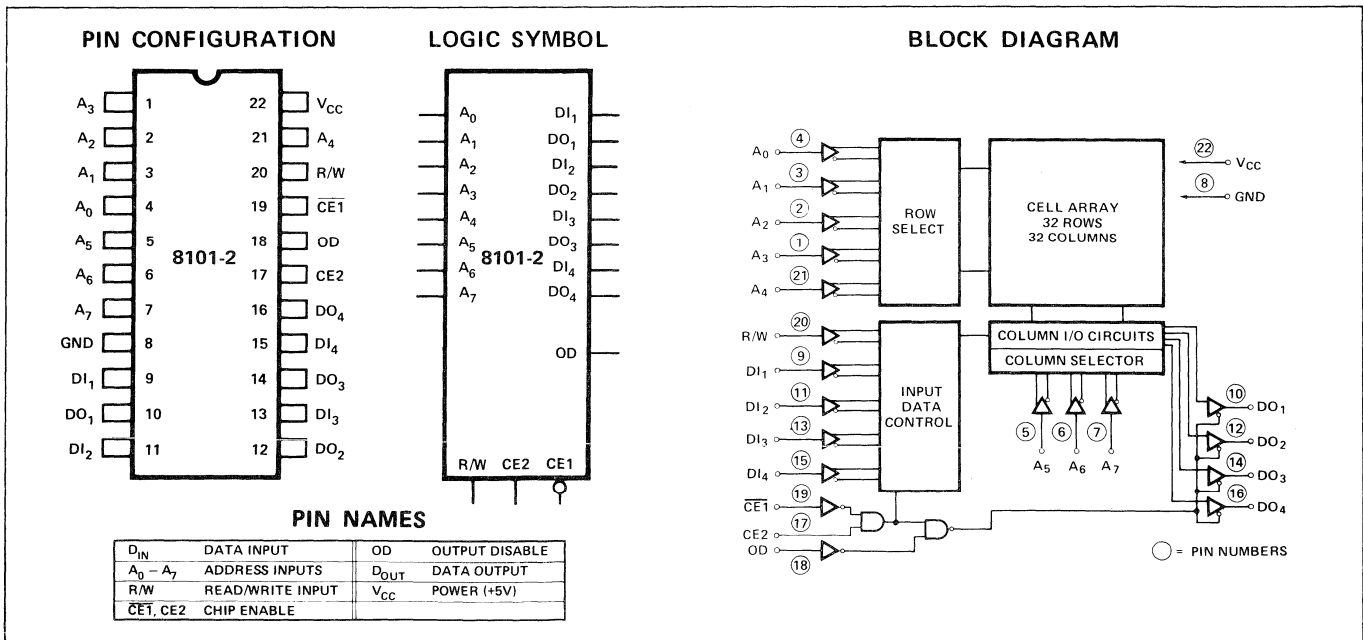 PIN CONFIGURATION
A3 1 22 VCC
A2 2 21 A4
A1 3 20 R/W
A0 4 19 C̅E̅1̅
A5 5 18 OD
8101-2
A6 6 17 CE2
A7 7 16 DO4
GND 8 15 DI4
DI1 9 14 DO3
DO1 10 13 DI3
DI2 11 12 DO2
LOGIC SYMBOL
A0 DI1
A1 DO1
A2 DI2
A3 DO2
A4 DI3
A5 DO3
8101-2
A6 DI4
A7 DO4
OD
R/W CE2 CE1
PIN NAMES
DIN DATA INPUT OD OUTPUT DISABLE
A0 – A7 ADDRESS INPUTS DOUT DATA OUTPUT
R/W READ/WRITE INPUT VCC POWER (+5V)
C̅E̅1̅, CE2 CHIP ENABLE
BLOCK DIAGRAM
A0 4
A1 3
A2 2
A3 1
A4 21
ROW
SELECT
CELL ARRAY
32 ROWS
32 COLUMNS
22 VCC
8 GND
R/W 20
DI1 9
DI2 11
DI3 13
DI4 15
C̅E̅1̅ 19
CE2 17
OD 18
INPUT
DATA
CONTROL
COLUMN I/O CIRCUITS
COLUMN SELECTOR
5 6 7
A5 A6 A7
10 DO1
12 DO2
14 DO3
16 DO4
= PIN NUMBERS